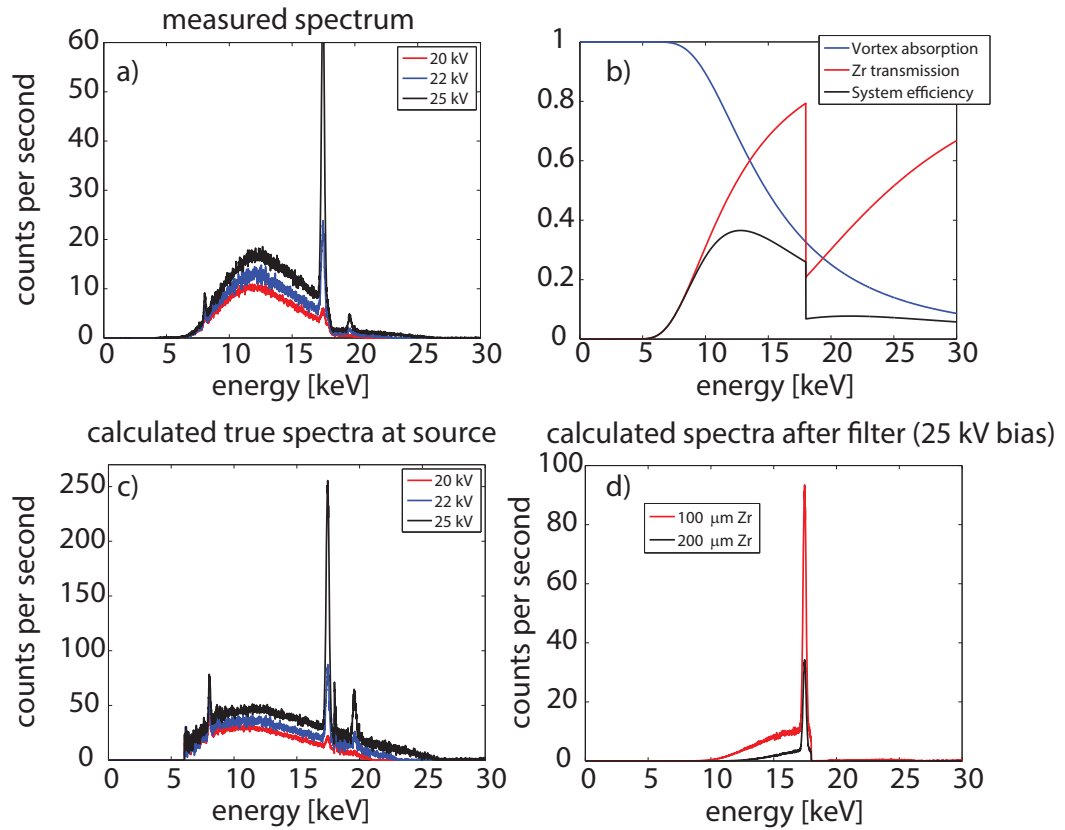 measured spectrum
a)
20 kV
22 kV
25 kV
counts per second
60
50
40
30
20
10
0
0 5 10 15 20 25 30
energy [keV]
b)
Vortex absorption
Zr transmission
System efficiency
1
0.8
0.6
0.4
0.2
0
0 5 10 15 20 25 30
energy [keV]
calculated true spectra at source
c)
20 kV
22 kV
25 kV
counts per second
250
200
150
100
50
0
0 5 10 15 20 25 30
energy [keV]
calculated spectra after filter (25 kV bias)
d)
100 μm Zr
200 μm Zr
counts per second
100
80
60
40
20
0
0 5 10 15 20 25 30
energy [keV]